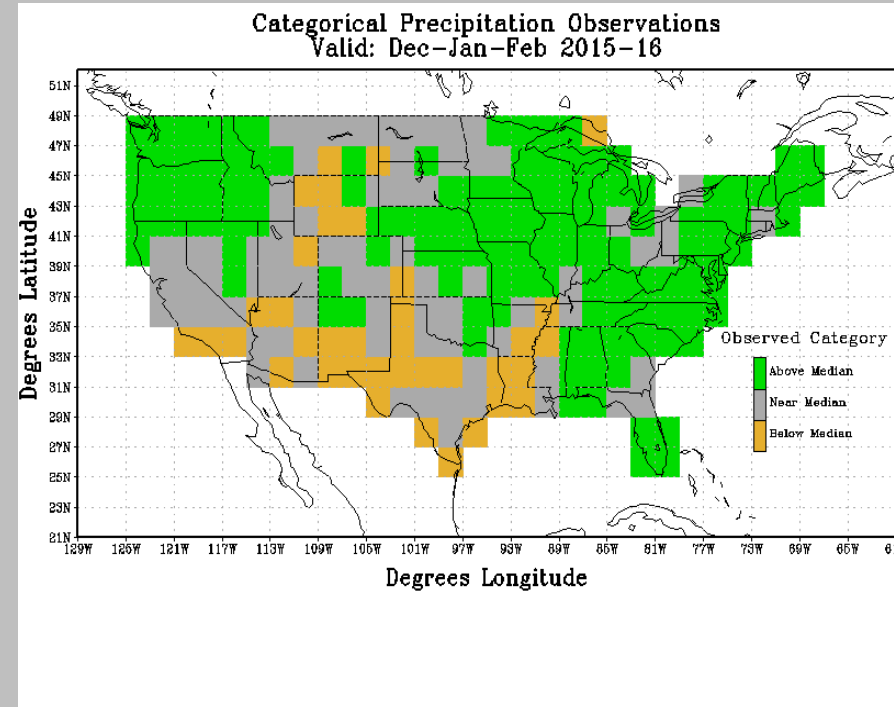 Categorical Precipitation Observations
Valid: Dec-Jan-Feb 2015-16
51N
49N
47N
45N
43N
41N
39N
37N
35N
33N
31N
29N
27N
25N
23N
21N
Degrees Latitude
Observed Category
Above Median
Near Median
Below Median
129W 125W 121W 117W 113W 109W 105W 101W 97W 93W 89W 85W 81W 77W 73W 69W 65W 6
Degrees Longitude